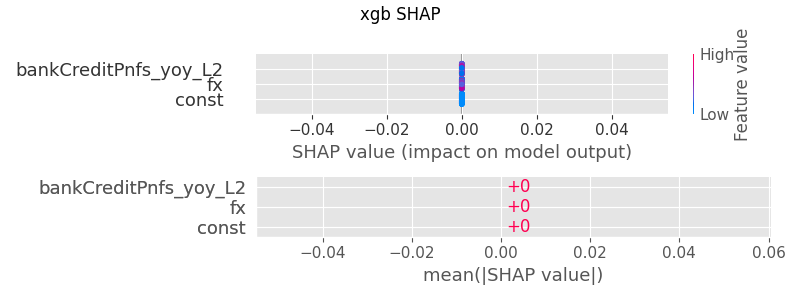 xgb SHAP
bankCreditPnfs_yoy_L2
fx
const
High
Low
Feature value
−0.04 −0.02 0.00 0.02 0.04
SHAP value (impact on model output)
bankCreditPnfs_yoy_L2 +0
fx +0
const +0
−0.04 −0.02 0.00 0.02 0.04 0.06
mean(|SHAP value|)